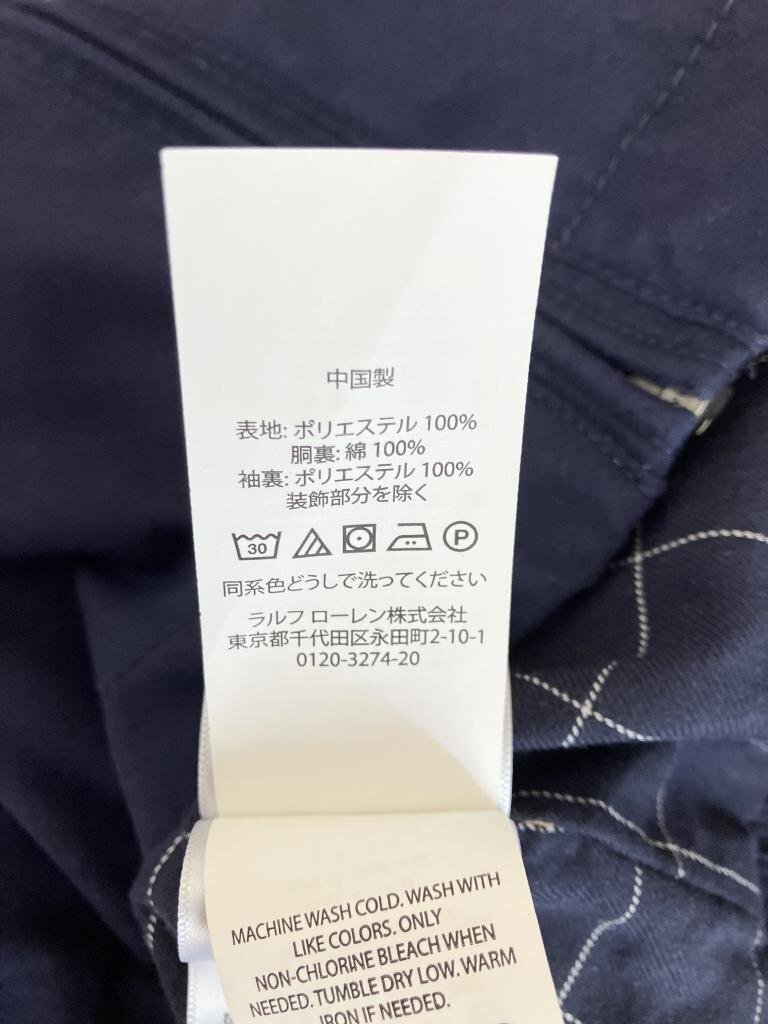 中国製
表地: ポリエステル 100%
胴裏: 綿 100%
袖裏: ポリエステル 100%
装飾部分を除く
30
P
同系色どうしで洗ってください
ラルフ ローレン株式会社
東京都千代田区永田町2-10-1
0120-3274-20
MACHINE WASH COLD. WASH WITH
LIKE COLORS. ONLY
NON-CHLORINE BLEACH WHEN
NEEDED. TUMBLE DRY LOW. WARM
IRON IF NEEDED.